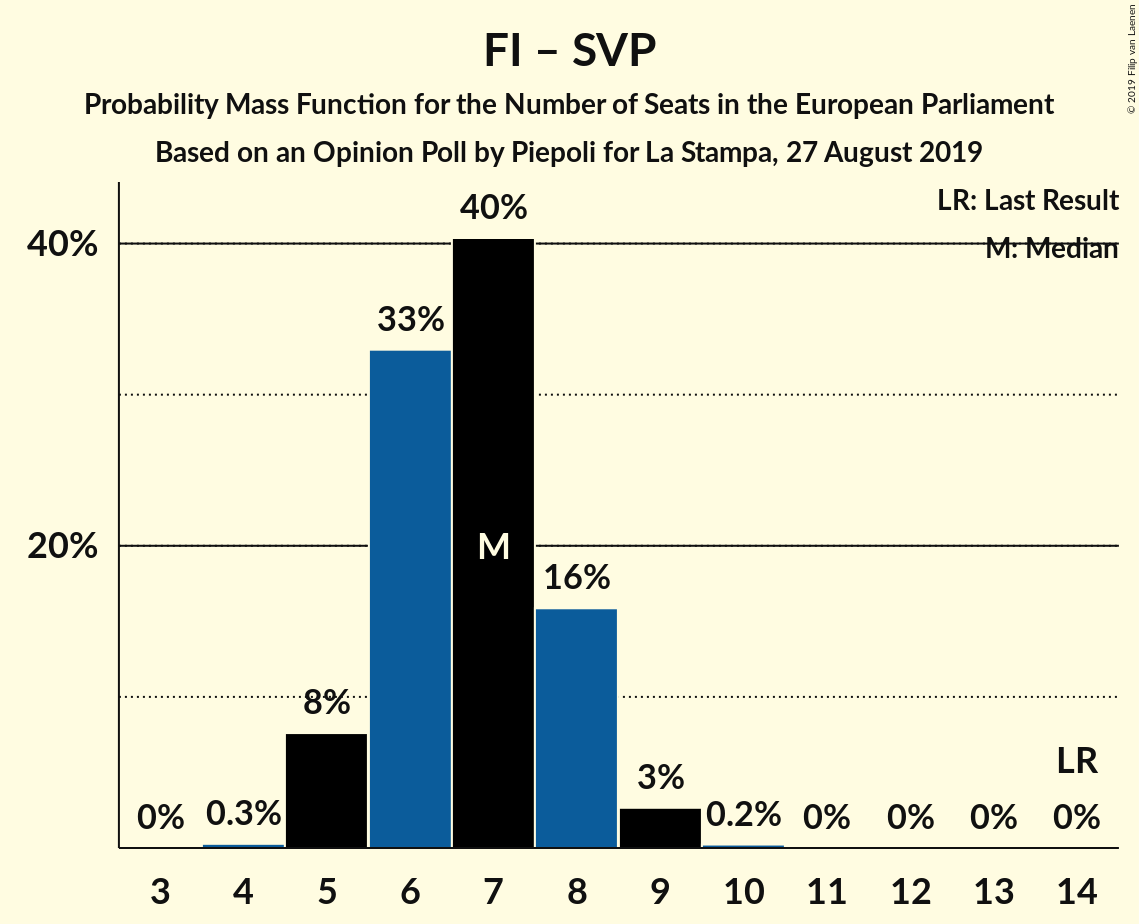 FI – SVP
Probability Mass Function for the Number of Seats in the European Parliament
Based on an Opinion Poll by Piepoli for La Stampa, 27 August 2019
© 2019 Filip van Laenen
LR: Last Result
M: Median
40%
20%
0%
0.3%
8%
33%
40%
M
16%
3%
0.2%
0%
0%
0%
LR
0%
3 4 5 6 7 8 9 10 11 12 13 14